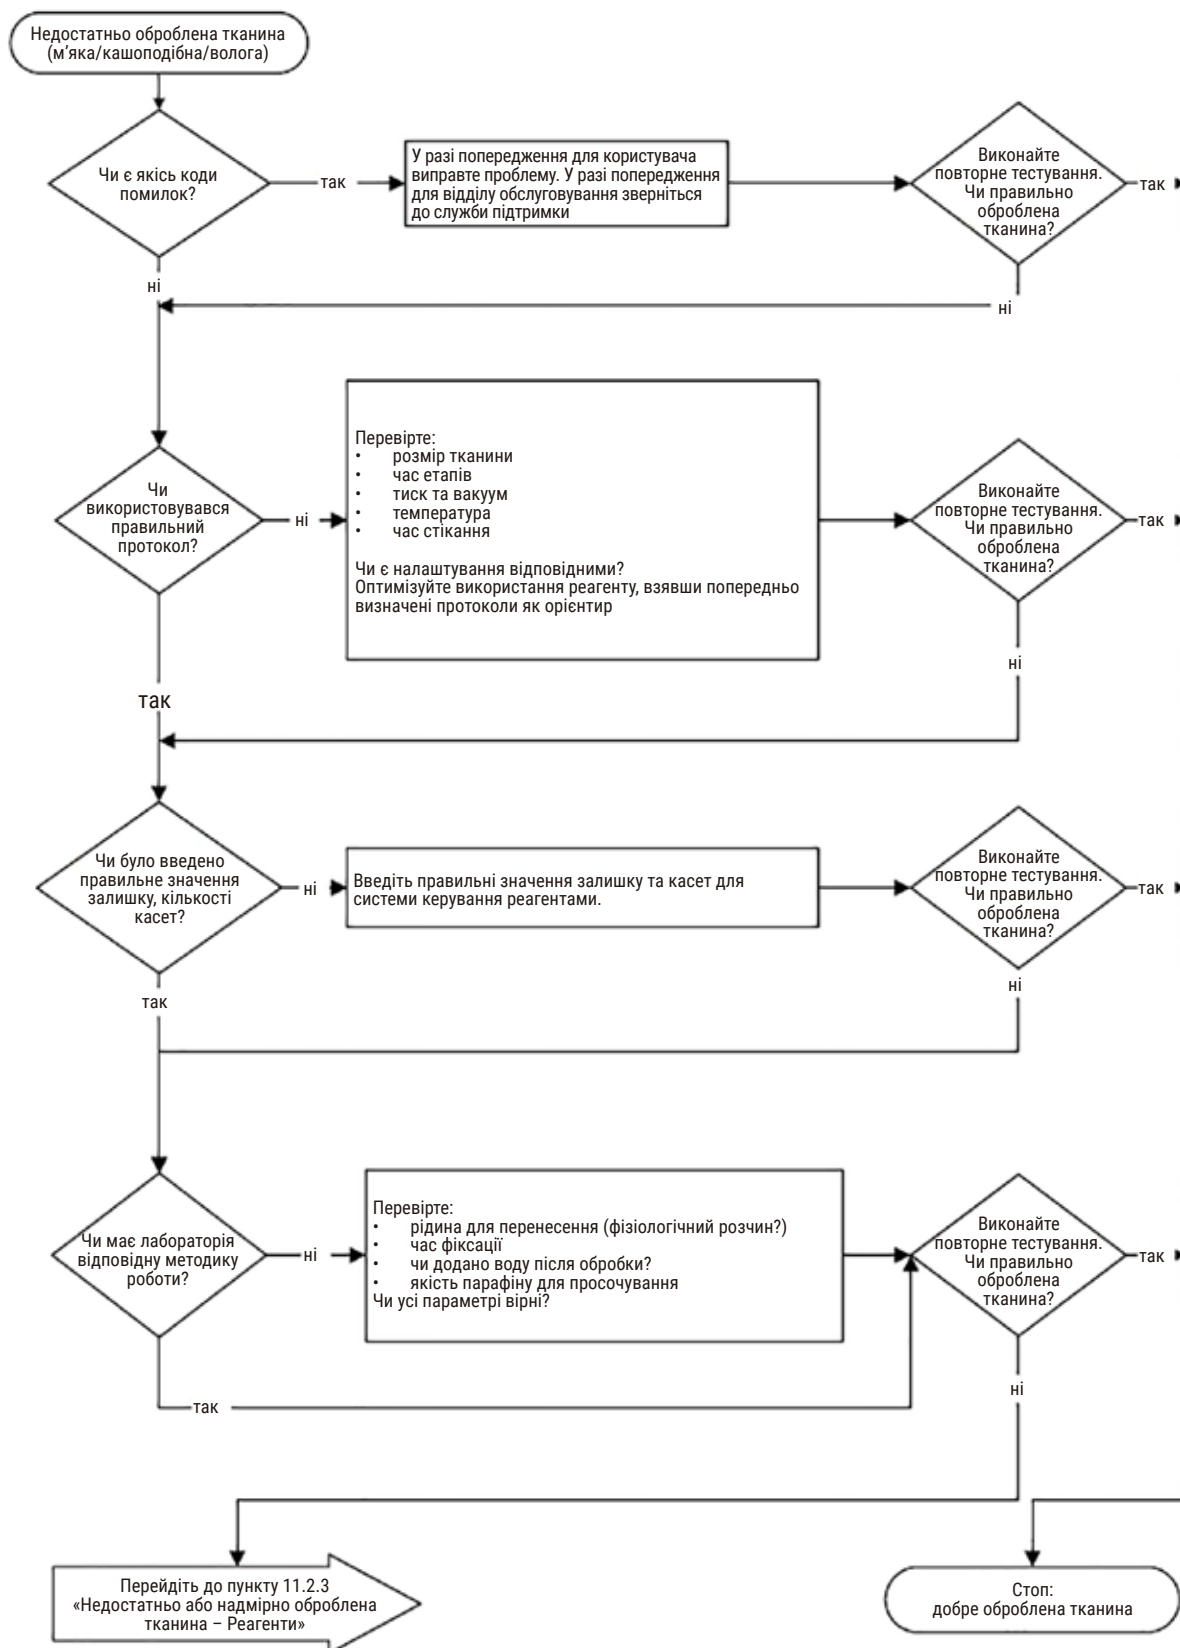 Недостатньо оброблена тканина
(м’яка/кашоподібна/волога)
Чи є якісь коди
помилок?
так
У разі попередження для користувача
виправте проблему. У разі попередження
для відділу обслуговування зверніться
до служби підтримки
Виконайте
повторне тестування.
Чи правильно
оброблена
тканина?
так
ні
ні
Чи
використовувався
правильний
протокол?
ні
Перевірте:
• розмір тканини
• час етапів
• тиск та вакуум
• температура
• час стікання
Чи є налаштування відповідними?
Оптимізуйте використання реагенту, взявши попередньо
визначені протоколи як орієнтир
Виконайте
повторне тестування.
Чи правильно
оброблена
тканина?
так
ні
так
Чи було введено
правильне значення
залишку, кількості
касет?
ні
Введіть правильні значення залишку та касет для
системи керування реагентами.
Виконайте
повторне тестування.
Чи правильно
оброблена
тканина?
так
ні
так
Чи має лабораторія
відповідну методику
роботи?
ні
Перевірте:
• рідина для перенесення (фізіологічний розчин?)
• час фіксації
• чи додано воду після обробки?
• якість парафіну для просочування
Чи усі параметрі вірні?
Виконайте
повторне тестування.
Чи правильно
оброблена
тканина?
так
ні
так
Перейдіть до пункту 11.2.3
«Недостатньо або надмірно оброблена
тканина – Реагенти»
Стоп:
добре оброблена тканина